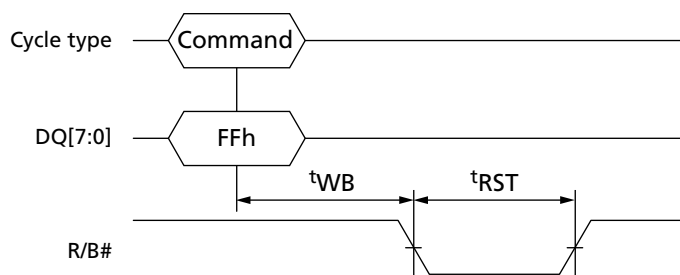 Cycle type Command
DQ[7:0] FFh
tWB tRST
R/B#